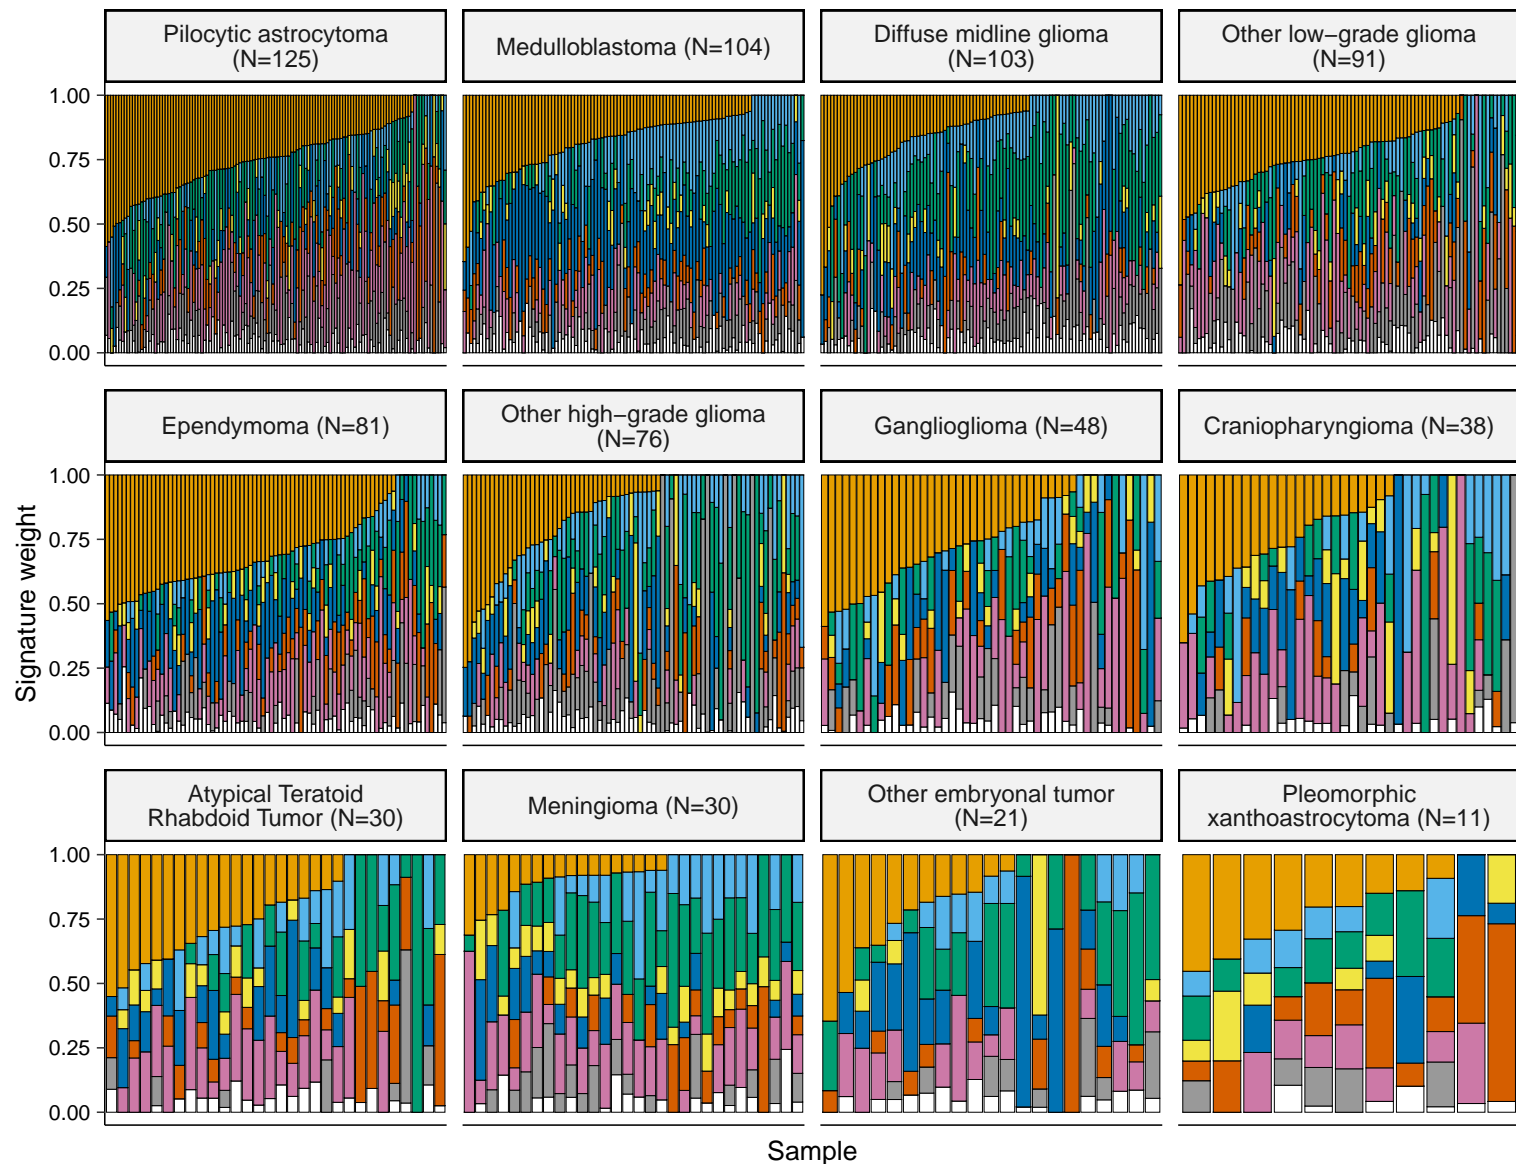 Pilocytic astrocytoma
(N=125)
Medulloblastoma (N=104)
Diffuse midline glioma
(N=103)
Other low−grade glioma
(N=91)
1.00
0.75
0.50
0.25
0.00
Ependymoma (N=81)
Other high−grade glioma
(N=76)
Ganglioglioma (N=48)
Craniopharyngioma (N=38)
1.00
0.75
0.50
0.25
0.00
Signature weight
Atypical Teratoid
Rhabdoid Tumor (N=30)
Meningioma (N=30)
Other embryonal tumor
(N=21)
Pleomorphic
xanthoastrocytoma (N=11)
1.00
0.75
0.50
0.25
0.00
Sample